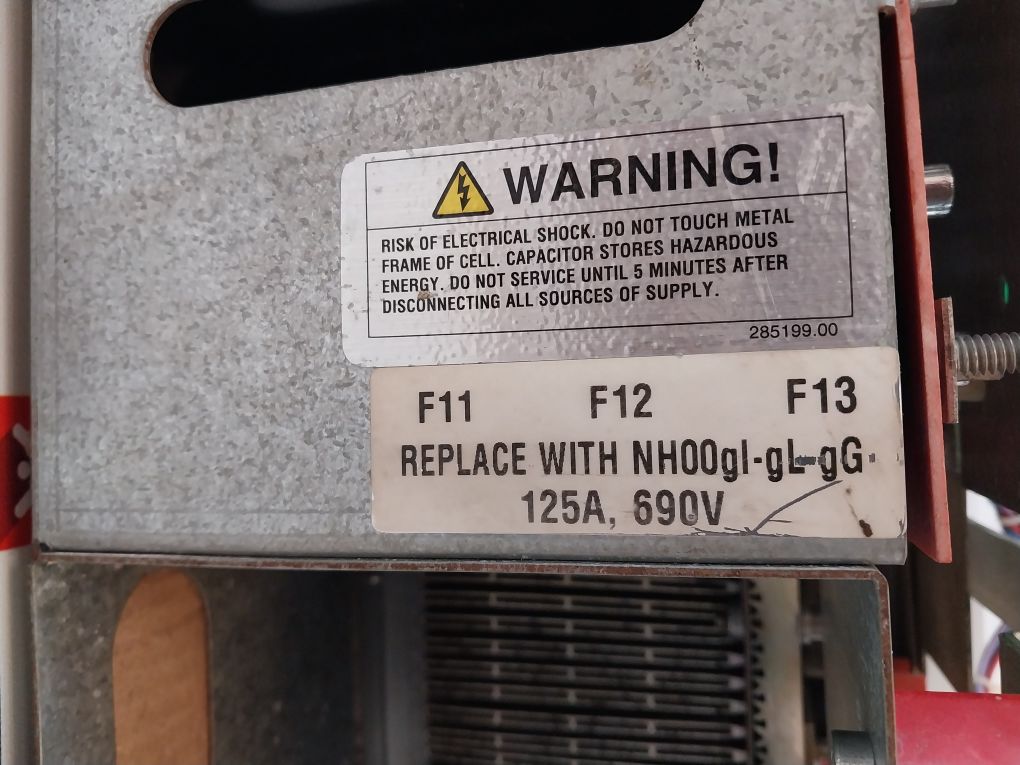 WARNING!
RISK OF ELECTRICAL SHOCK. DO NOT TOUCH METAL
FRAME OF CELL. CAPACITOR STORES HAZARDOUS
ENERGY. DO NOT SERVICE UNTIL 5 MINUTES AFTER
DISCONNECTING ALL SOURCES OF SUPPLY.
285199.00
F11 F12 F13
REPLACE WITH NH00gI-gL-gG
125A, 690V